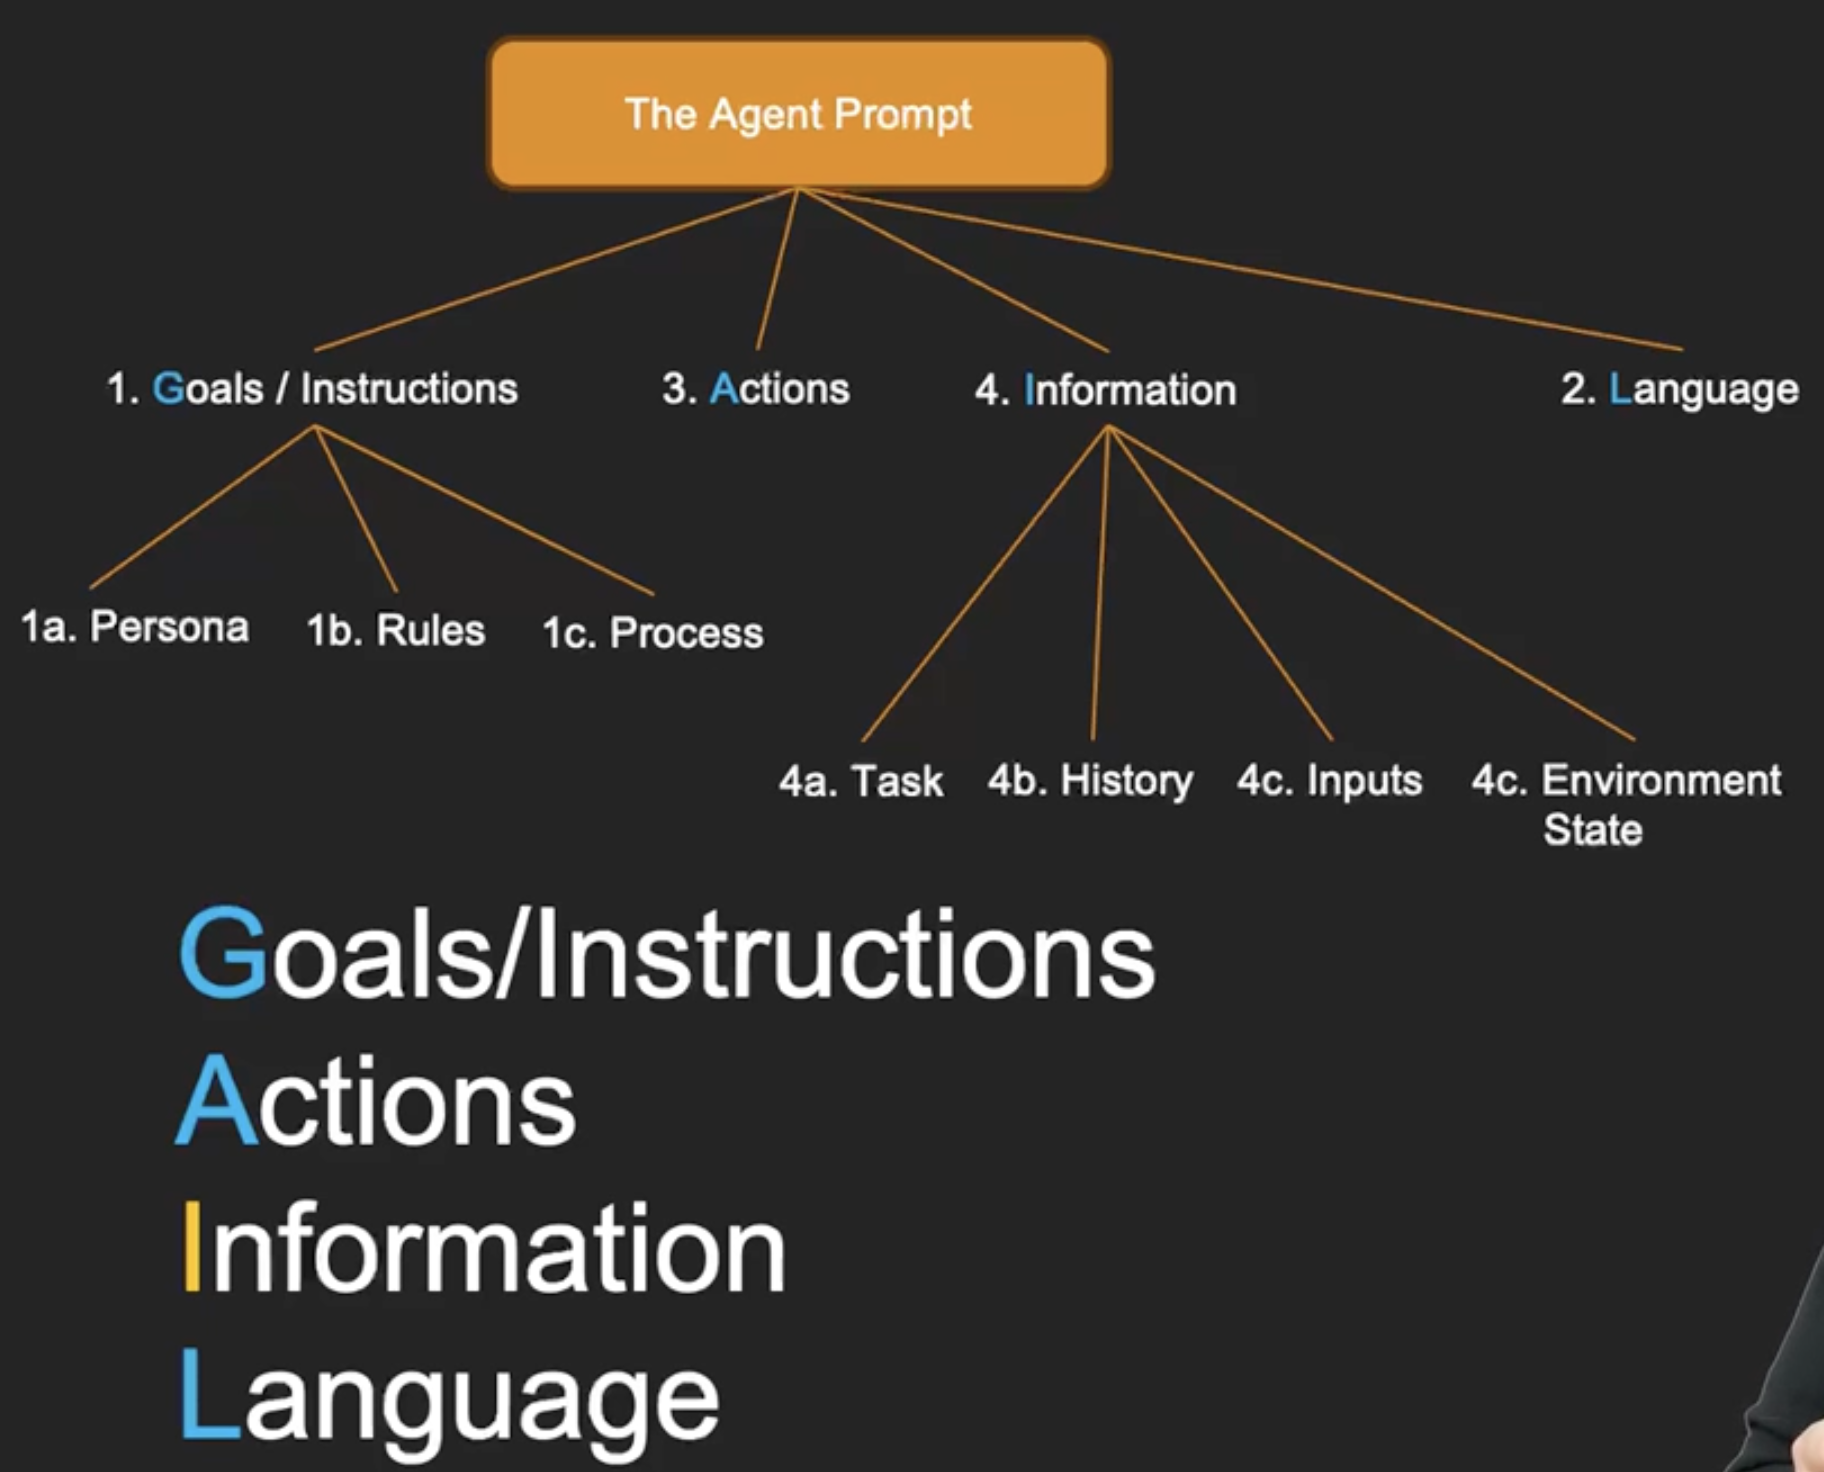 The Agent Prompt
1. Goals / Instructions
3. Actions
4. Information
2. Language
1a. Persona
1b. Rules
1c. Process
4a. Task
4b. History
4c. Inputs
4c. Environment
State
Goals/Instructions
Actions
Information
Language